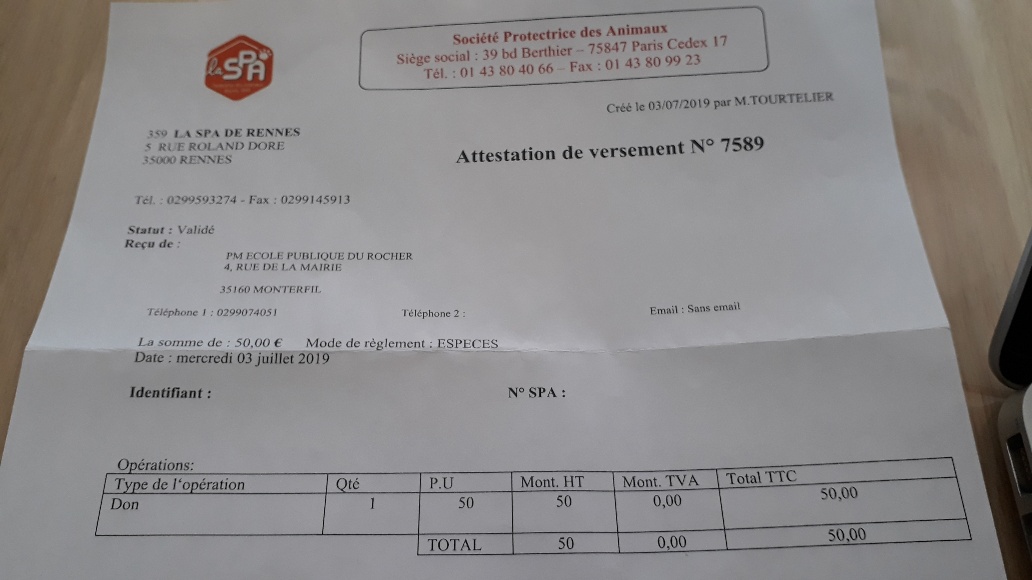 la SPA
Société Protectrice des Animaux
Siège social : 39 bd Berthier – 75847 Paris Cedex 17
Tél. : 01 43 80 40 66 – Fax : 01 43 80 99 23
Créé le 03/07/2019 par M.TOURTELIER
359 LA SPA DE RENNES
5 RUE ROLAND DORE
35000 RENNES
Attestation de versement N° 7589
Tél. : 0299593274 - Fax : 0299145913
Statut : Validé
Reçu de :
PM ECOLE PUBLIQUE DU ROCHER
4, RUE DE LA MAIRIE
35160 MONTERFIL
Téléphone 1 : 0299074051 Téléphone 2 : Email : Sans email
La somme de : 50,00 € Mode de règlement : ESPECES
Date : mercredi 03 juillet 2019
Identifiant : N° SPA :
Opérations:
Type de l'opération Qté P.U Mont. HT Mont. TVA Total TTC
Don 1 50 50 0,00 50,00
TOTAL 50 0,00 50,00